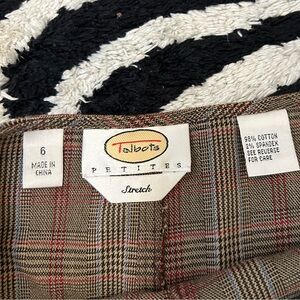 6
MADE IN
CHINA
Talbots
PETITES
Stretch
98% COTTON
2% SPANDEX
SEE REVERSE
FOR CARE